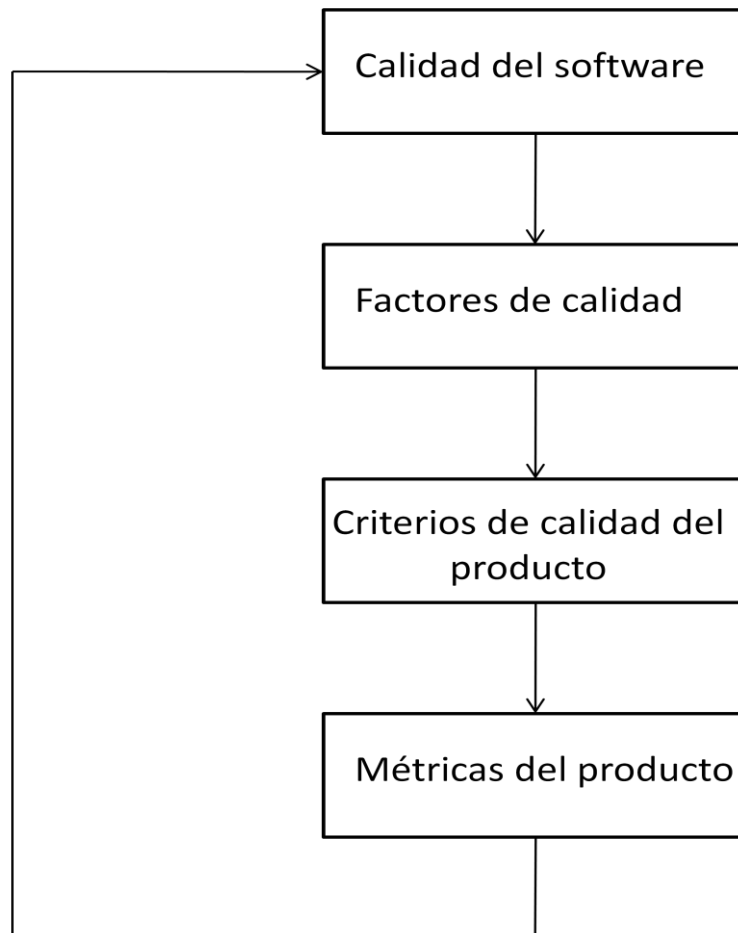 Calidad del software
Factores de calidad
Criterios de calidad del
producto
Métricas del producto